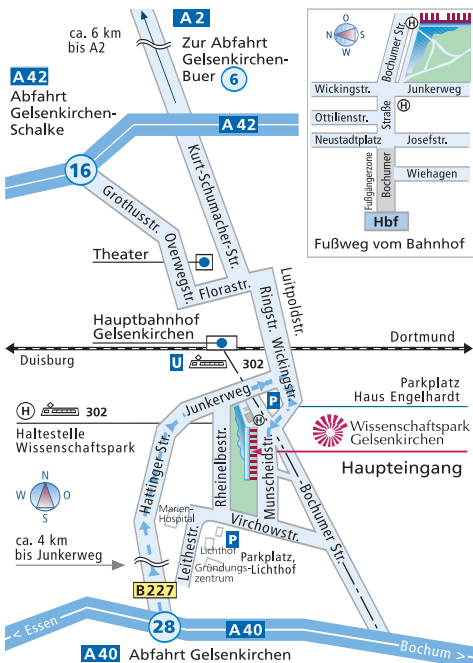 ca. 6 km
bis A2
A 2
Zur Abfahrt
Gelsenkirchen-
Buer
6
A 42
Abfahrt
Gelsenkirchen-
Schalke
A 42
16
Kurt-Schumacher-Str.
Grothusstr.
Overwegstr.
Theater
Florastr.
Luitpoldstr.
Ringstr.
Wickingstr.
Hauptbahnhof
Gelsenkirchen
Duisburg
Dortmund
U
302
Junkerweg
P
Parkplatz
Haus Engelhardt
H
302
Haltestelle
Wissenschaftspark
H
Wissenschaftspark
Gelsenkirchen
Haupteingang
Hattinger Str.
Rheinelbestr.
Munscheidstr.
Bochumer Str.
N
W
O
S
Marien-
Hospital
Virchowstr.
Leithestr.
Lichthof
Gründungs-
zentrum
P
Parkplatz,
Lichthof
ca. 4 km
bis Junkerweg
B227
28
< Essen
A 40
Bochum >
A 40
Abfahrt Gelsenkirchen
O
N
S
W
Bochumer Str.
Wickingstr.
Junkerweg
H
Ottilienstr.
Straße
Neustadtplatz
Josefstr.
Bochumer
Fußgängerzone
Wiehagen
Hbf
Fußweg vom Bahnhof